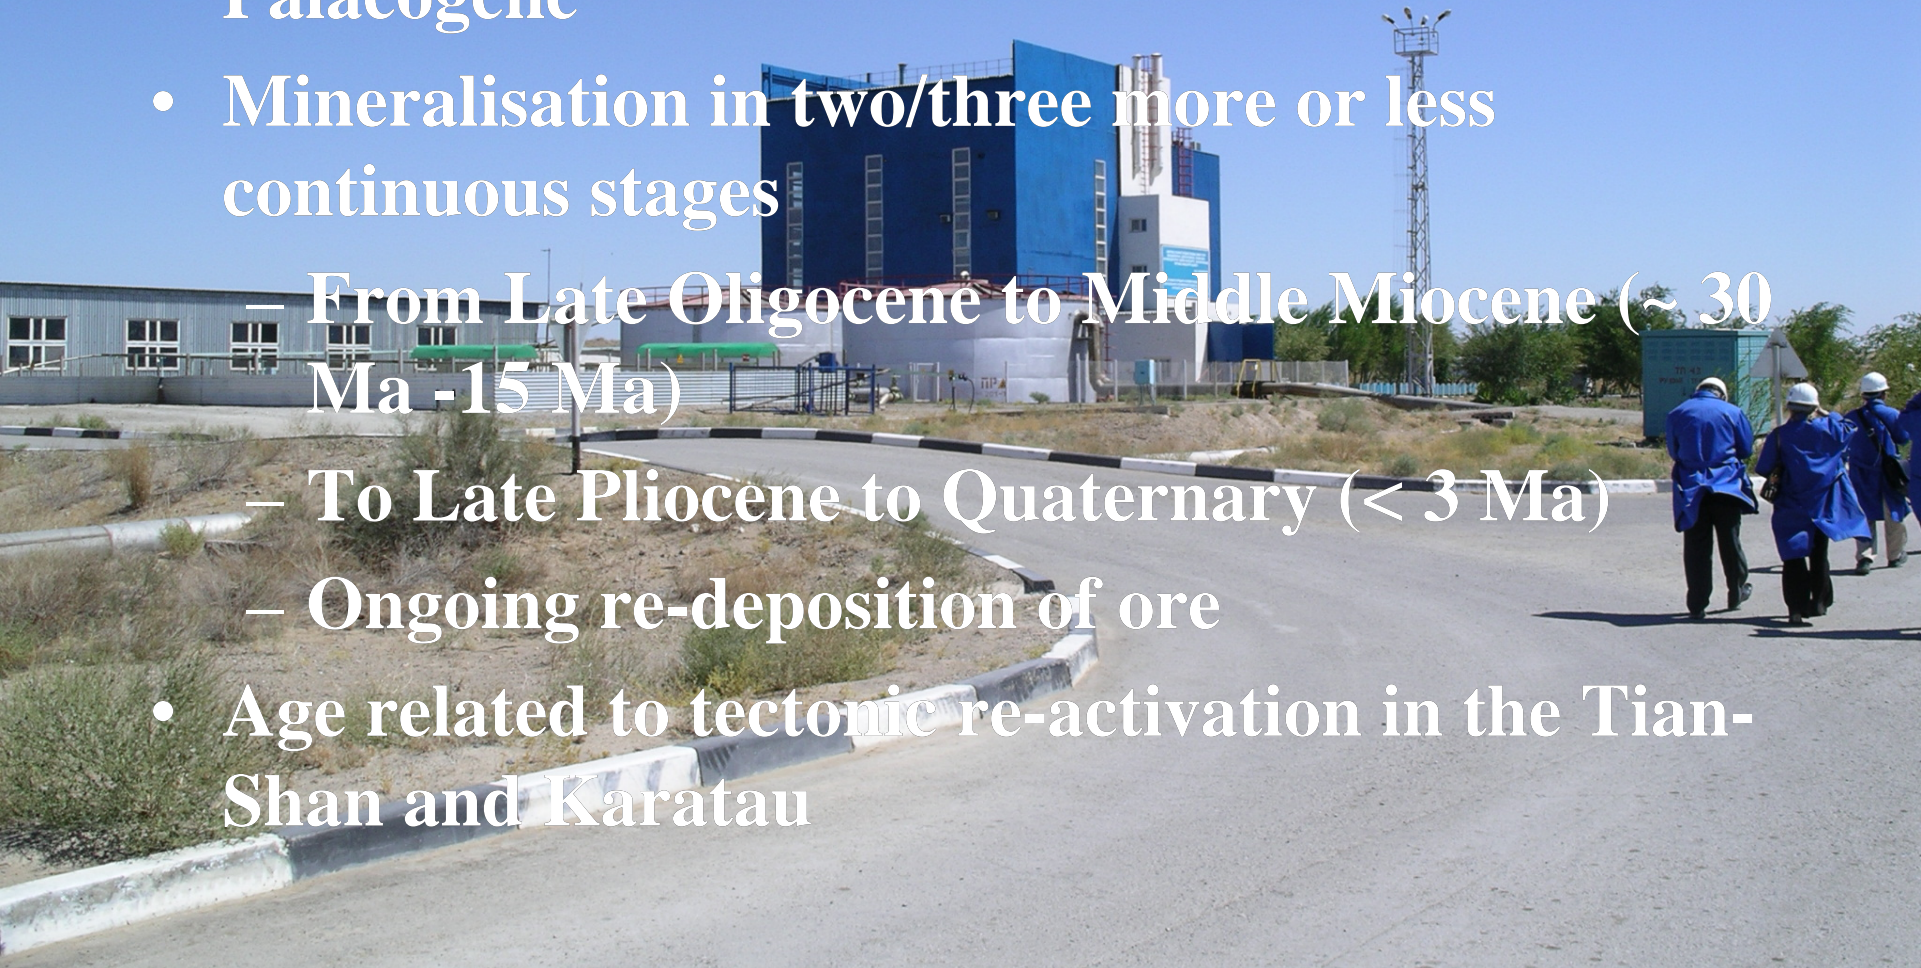 Palaeogene
• Mineralisation in two/three more or less
continuous stages
– From Late Oligocene to Middle Miocene (~ 30
Ma -15 Ma)
– To Late Pliocene to Quaternary (< 3 Ma)
– Ongoing re-deposition of ore
• Age related to tectonic re-activation in the Tian-
Shan and Karatau